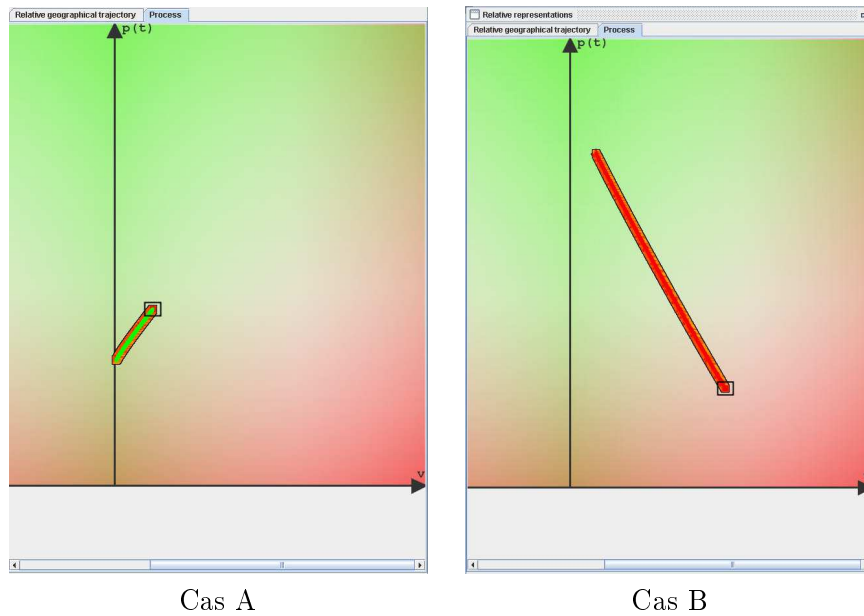 Relative geographical trajectory Process
p(t)
v
Cas A
Relative representations
Relative geographical trajectory Process
p(t)
Cas B